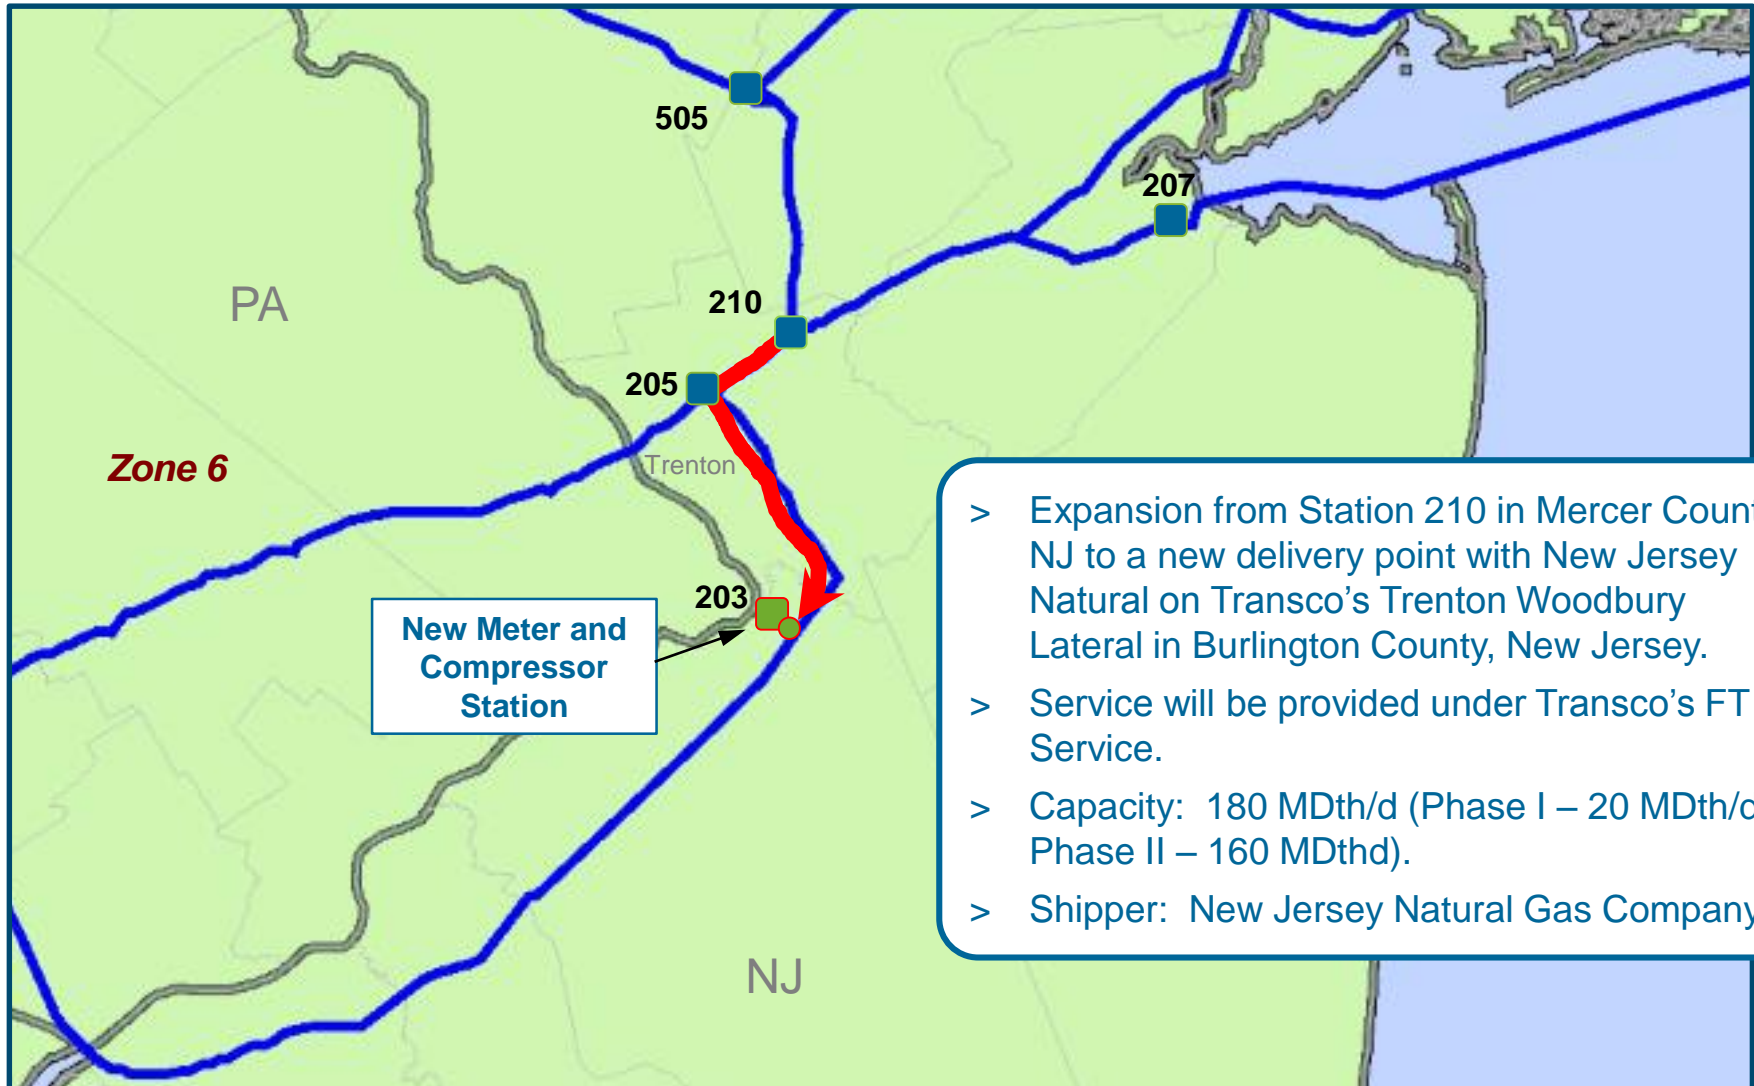 505
207
210
PA
205
Zone 6
Trenton
> Expansion from Station 210 in Mercer Count
NJ to a new delivery point with New Jersey
Natural on Transco's Trenton Woodbury
Lateral in Burlington County, New Jersey.
> Service will be provided under Transco's FT
Service.
> Capacity: 180 MDth/d (Phase I – 20 MDth/d
Phase II – 160 MDthd).
> Shipper: New Jersey Natural Gas Company
203
New Meter and
Compressor
Station
NJ